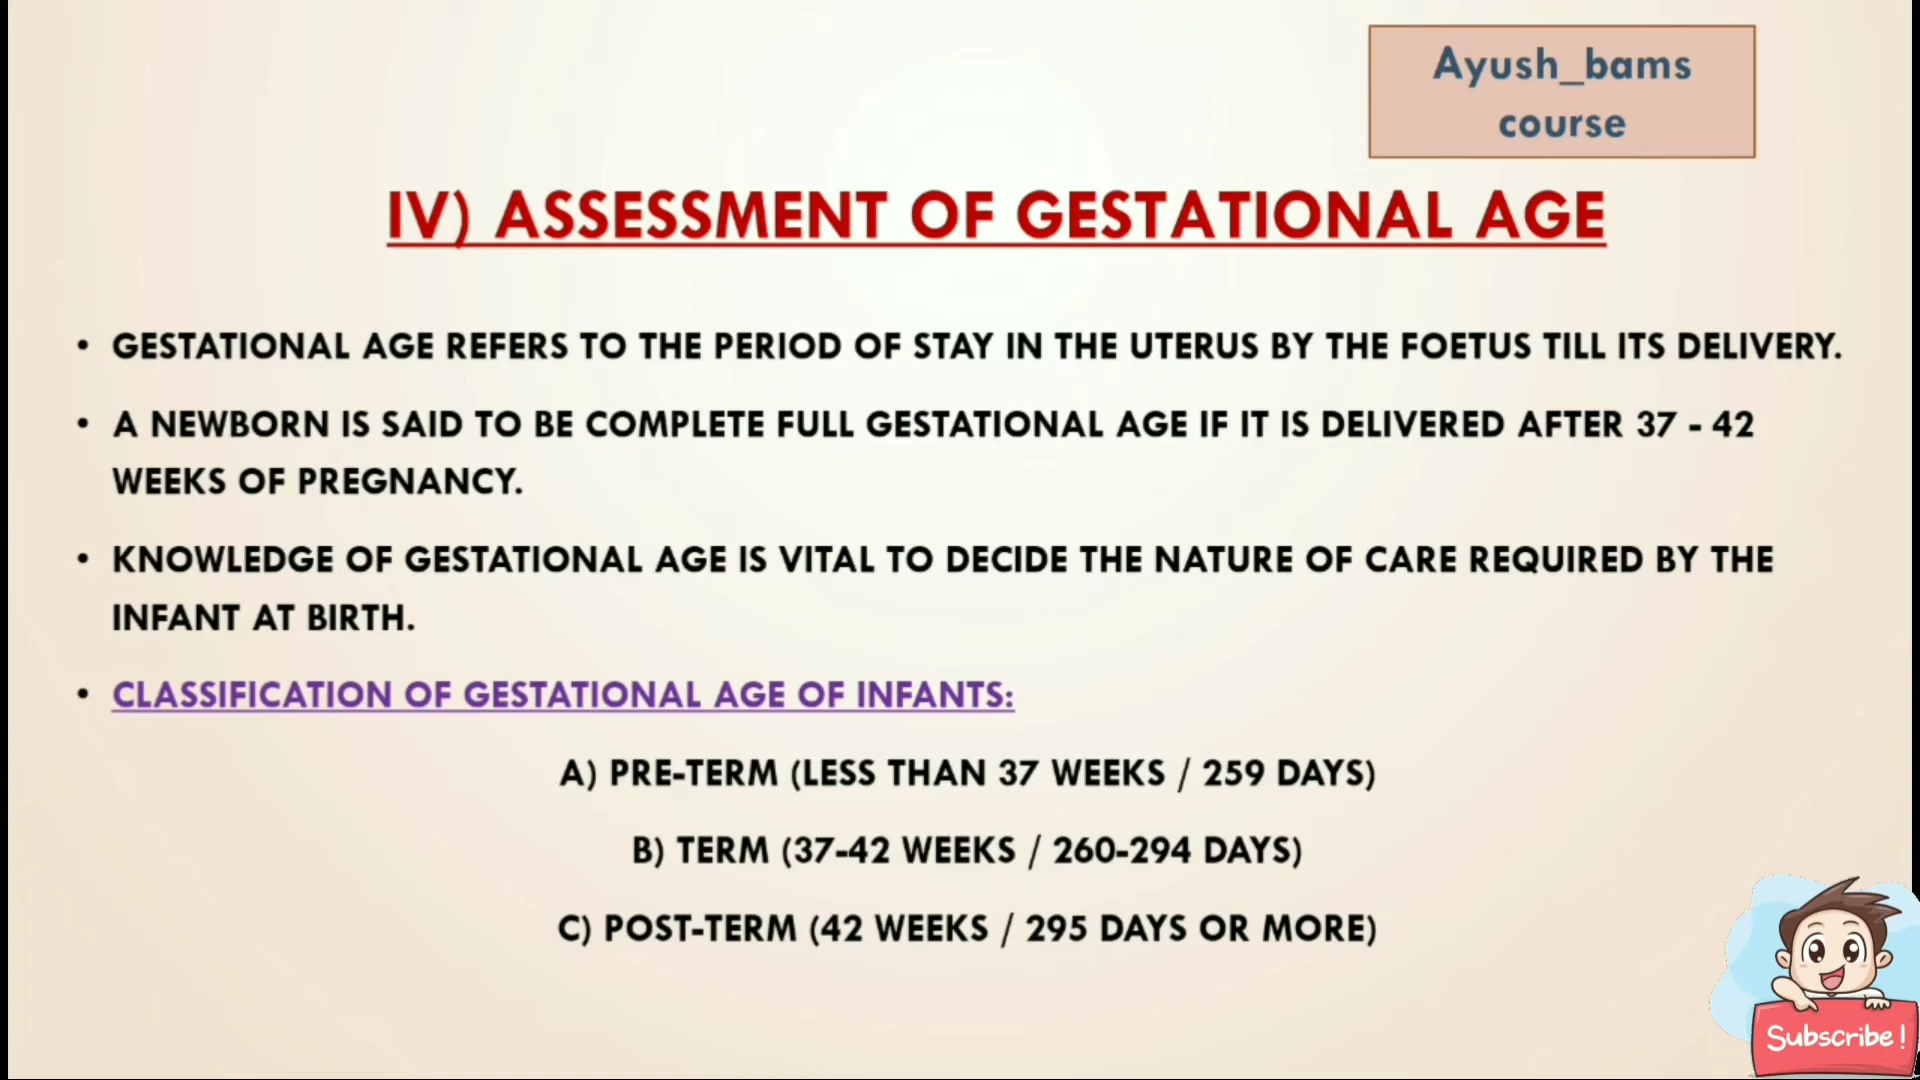 Ayush_bams
course
IV) ASSESSMENT OF GESTATIONAL AGE
• GESTATIONAL AGE REFERS TO THE PERIOD OF STAY IN THE UTERUS BY THE FOETUS TILL ITS DELIVERY.
• A NEWBORN IS SAID TO BE COMPLETE FULL GESTATIONAL AGE IF IT IS DELIVERED AFTER 37 - 42
WEEKS OF PREGNANCY.
• KNOWLEDGE OF GESTATIONAL AGE IS VITAL TO DECIDE THE NATURE OF CARE REQUIRED BY THE
INFANT AT BIRTH.
• CLASSIFICATION OF GESTATIONAL AGE OF INFANTS:
A) PRE-TERM (LESS THAN 37 WEEKS / 259 DAYS)
B) TERM (37-42 WEEKS / 260-294 DAYS)
C) POST-TERM (42 WEEKS / 295 DAYS OR MORE)
Subscribe!